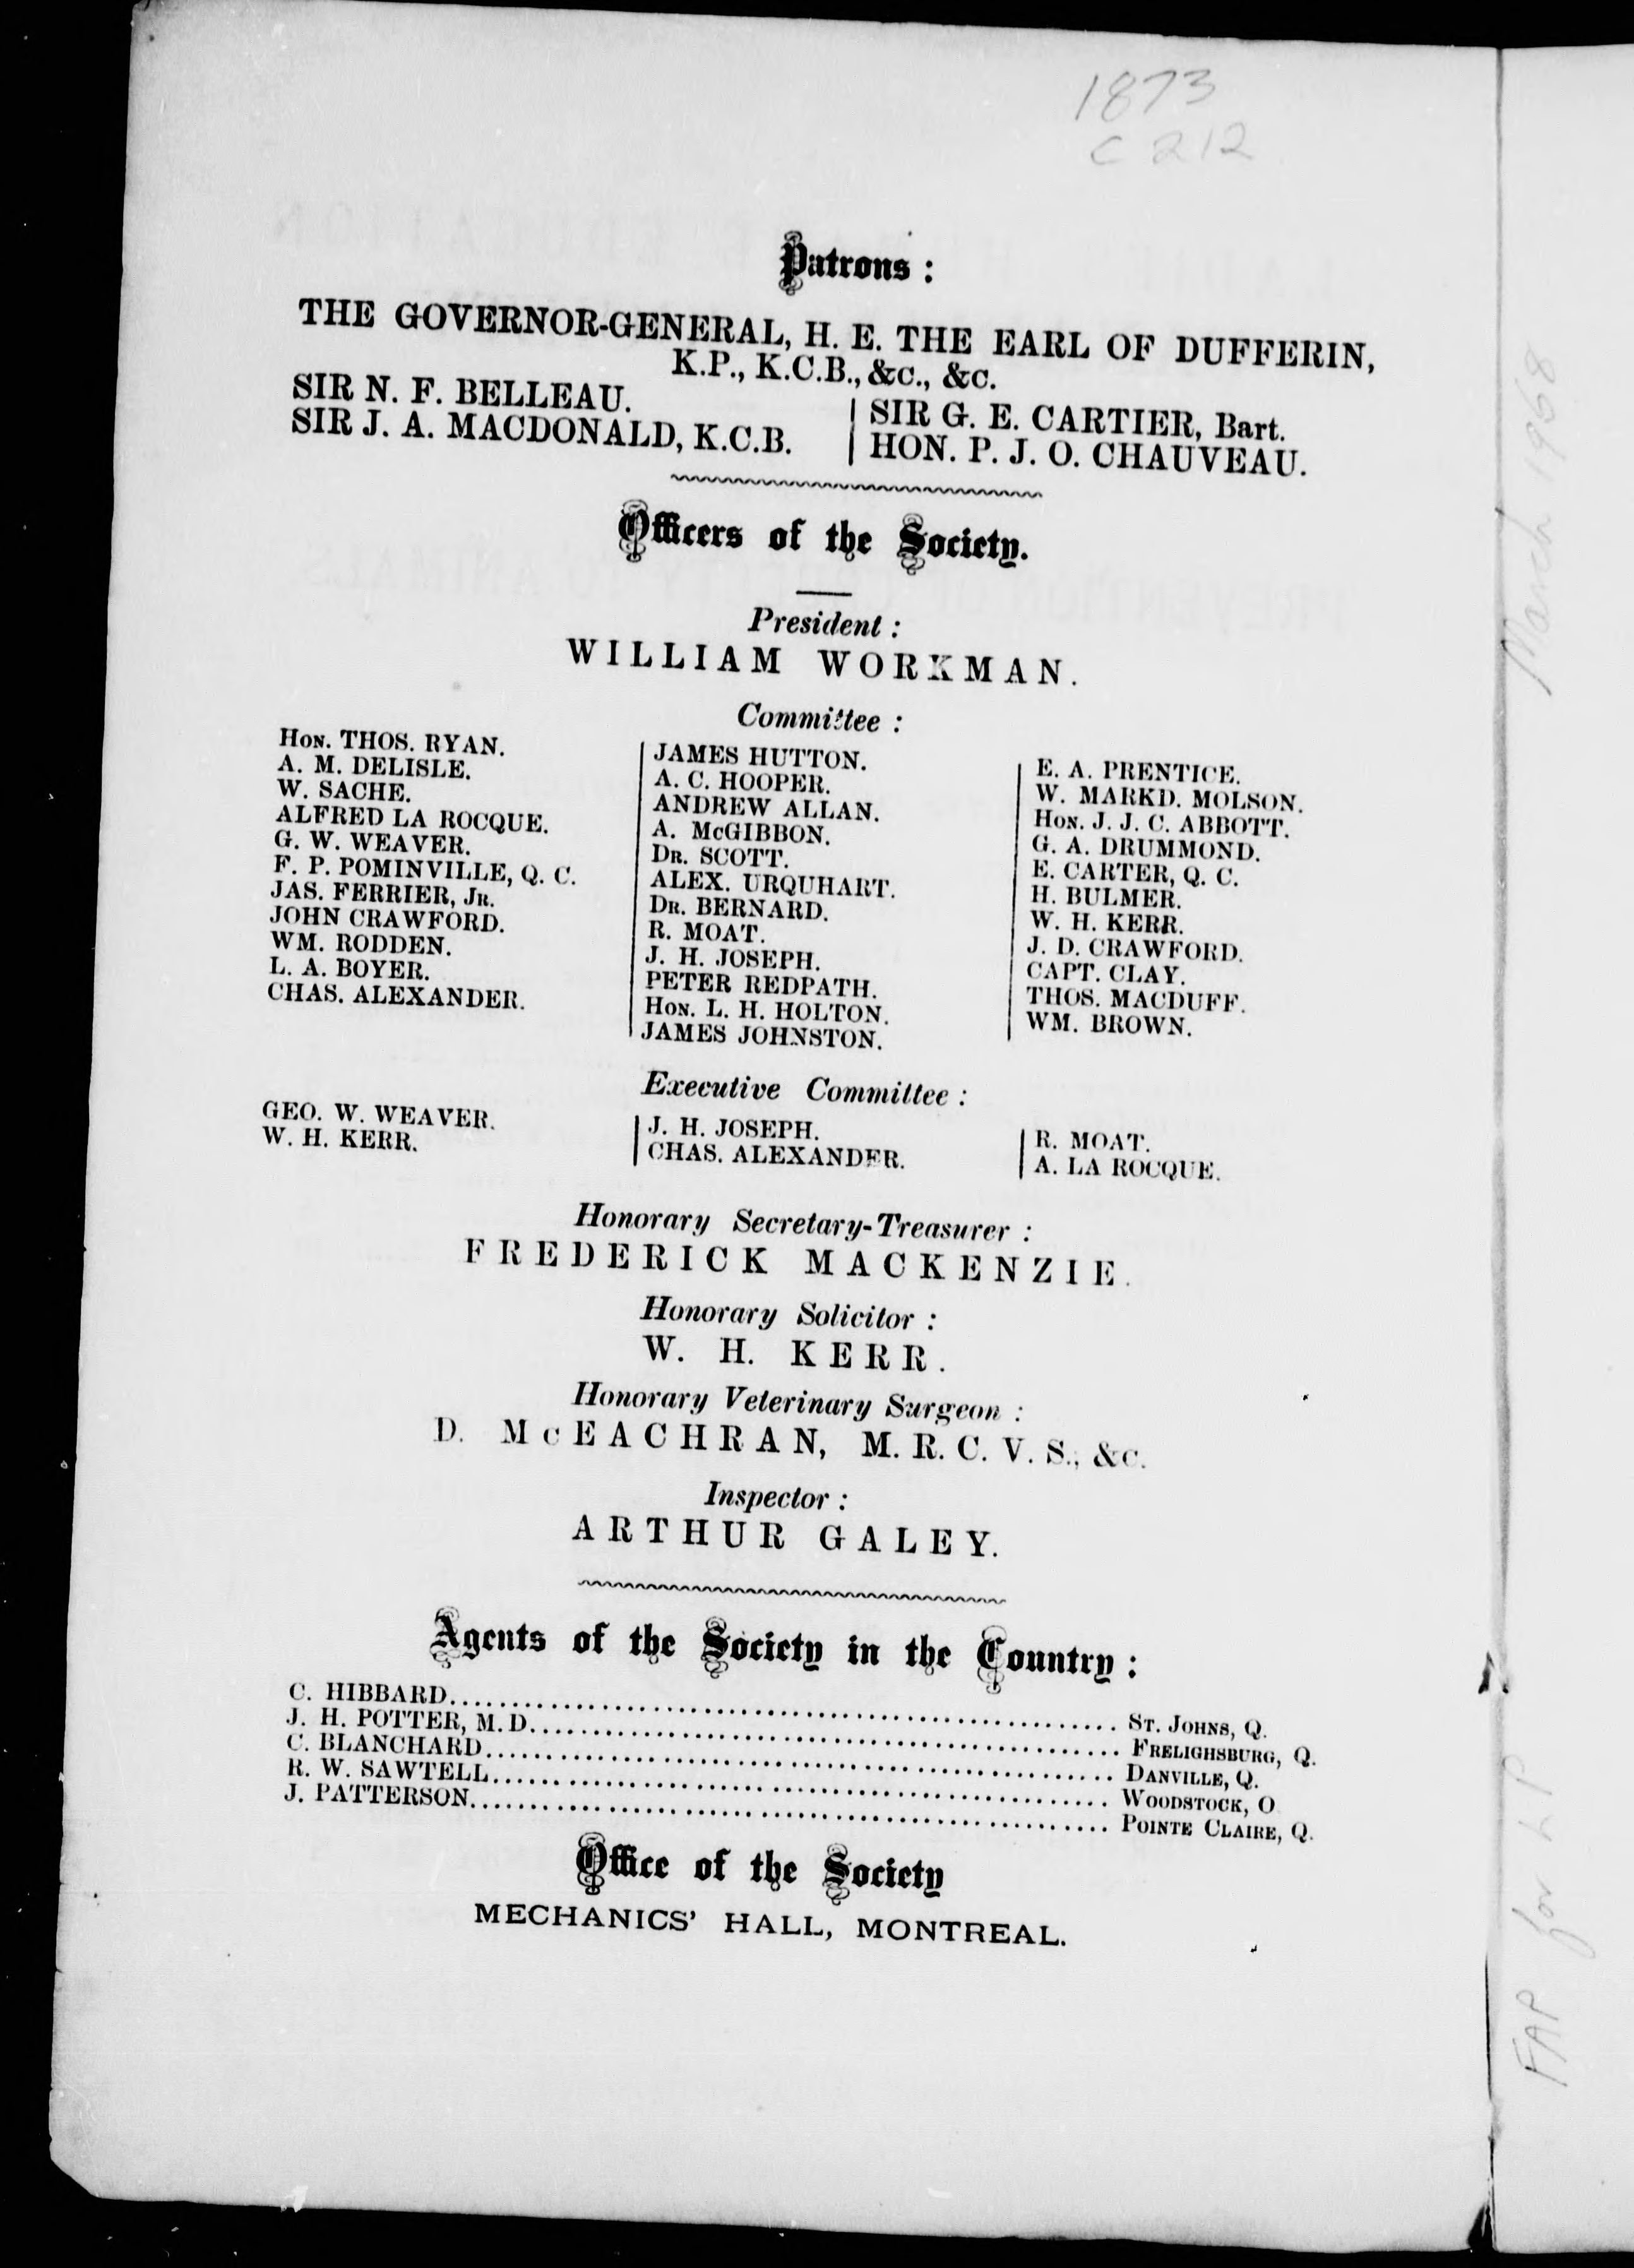 1873
C 212
Patrons :
THE GOVERNOR-GENERAL, H. E. THE EARL OF DUFFERIN,
K.P., K.C.B., &c., &c.
SIR N. F. BELLEAU.
SIR J. A. MACDONALD, K.C.B.
SIR G. E. CARTIER, Bart.
HON. P. J. O. CHAUVEAU.
Officers of the Society.
President :
WILLIAM WORKMAN.
Committee :
Hon. THOS. RYAN.
A. M. DELISLE.
W. SACHE.
ALFRED LA ROCQUE.
G. W. WEAVER.
F. P. POMINVILLE, Q. C.
JAS. FERRIER, Jr.
JOHN CRAWFORD.
WM. RODDEN.
L. A. BOYER.
CHAS. ALEXANDER.
JAMES HUTTON.
A. C. HOOPER.
ANDREW ALLAN.
A. McGIBBON.
Dr. SCOTT.
ALEX. URQUHART.
Dr. BERNARD.
R. MOAT.
J. H. JOSEPH.
PETER REDPATH.
Hon. L. H. HOLTON.
JAMES JOHNSTON.
E. A. PRENTICE.
W. MARKD. MOLSON.
Hon. J. J. C. ABBOTT.
G. A. DRUMMOND.
E. CARTER, Q. C.
H. BULMER.
W. H. KERR.
J. D. CRAWFORD.
CAPT. CLAY.
THOS. MACDUFF.
WM. BROWN.
Executive Committee :
GEO. W. WEAVER.
W. H. KERR.
J. H. JOSEPH.
CHAS. ALEXANDER.
R. MOAT.
A. LA ROCQUE.
Honorary Secretary-Treasurer :
FREDERICK MACKENZIE.
Honorary Solicitor :
W. H. KERR.
Honorary Veterinary Surgeon :
D. McEACHRAN, M. R. C. V. S., &c.
Inspector :
ARTHUR GALEY.
Agents of the Society in the Country :
C. HIBBARD.................... St. Johns, Q.
J. H. POTTER, M. D.................... Frelighsburg, Q.
C. BLANCHARD.................... Danville, Q.
R. W. SAWTELL.................... Woodstock, O
J. PATTERSON.................... Pointe Claire, Q.
Office of the Society
MECHANICS' HALL, MONTREAL.
FAP for LP March 1968